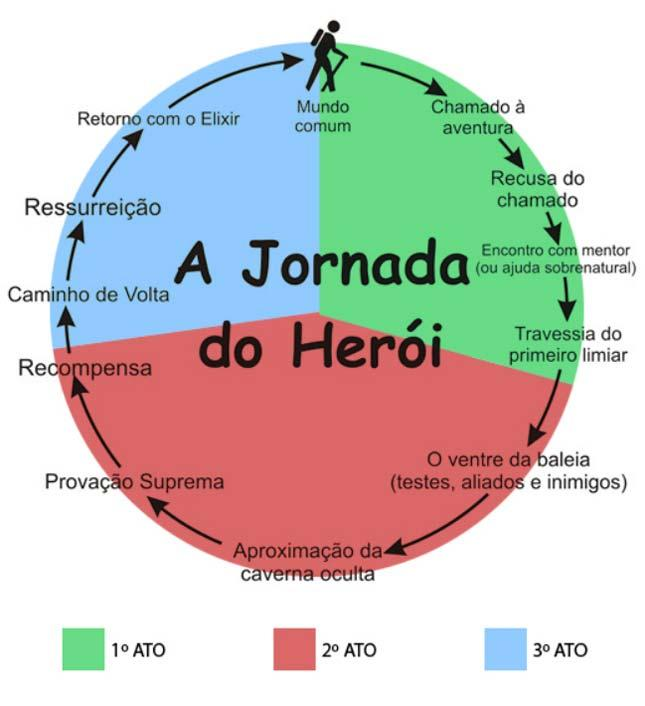 Mundo
comum
Chamado à
aventura
Recusa do
chamado
Encontro com mentor
(ou ajuda sobrenatural)
Travessia do
primeiro limiar
O ventre da baleia
(testes, aliados e inimigos)
Aproximação da
caverna oculta
Provação Suprema
Recompensa
Caminho de Volta
Ressurreição
Retorno com o Elixir
A Jornada
do Herói
1º ATO
2º ATO
3º ATO